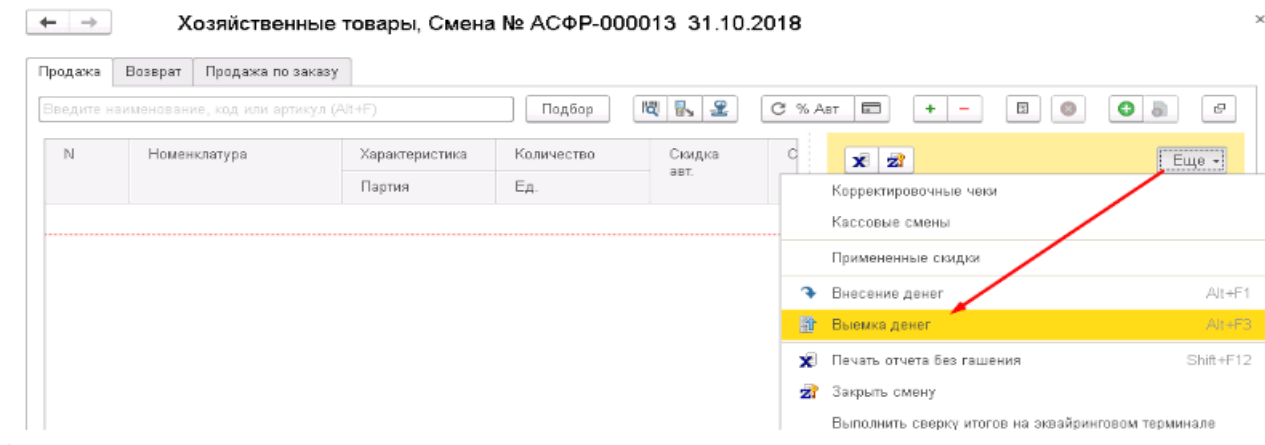 Хозяйственные товары, Смена № АСФР-000013 31.10.2018
Продажа Возврат Продажа по заказу
Введите наименование, код или артикул (Alt+F) Подбор % Авт
N Номенклатура Характеристика Количество Скидка авт. С Еще
Партия Ед.
Корректировочные чеки
Кассовые смены
Примененные скидки
Внесение денег Alt+F1
Выемка денег Alt+F3
Печать отчета без гашения Shift+F12
Закрыть смену
Выполнить сверку итогов на эквайринговом терминале